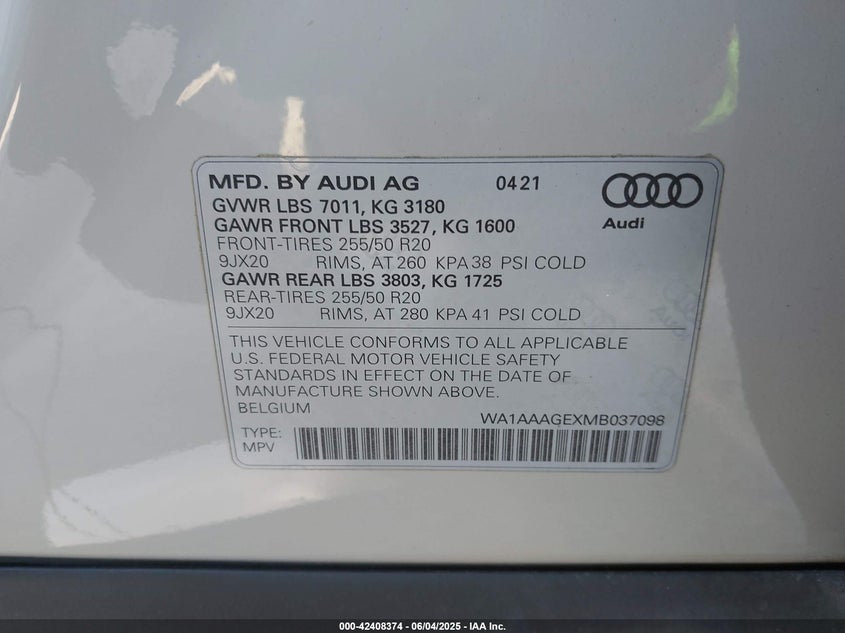 MFD. BY AUDI AG 0421
GVWR LBS 7011, KG 3180
GAWR FRONT LBS 3527, KG 1600
Audi
FRONT-TIRES 255/50 R20
9JX20 RIMS, AT 260 KPA 38 PSI COLD
GAWR REAR LBS 3803, KG 1725
REAR-TIRES 255/50 R20
9JX20 RIMS, AT 280 KPA 41 PSI COLD
THIS VEHICLE CONFORMS TO ALL APPLICABLE
U.S. FEDERAL MOTOR VEHICLE SAFETY
STANDARDS IN EFFECT ON THE DATE OF
MANUFACTURE SHOWN ABOVE.
BELGIUM WA1AAAGEXMB037098
TYPE:
MPV
000-42408374 | 06/04/2025 - IAA Inc.